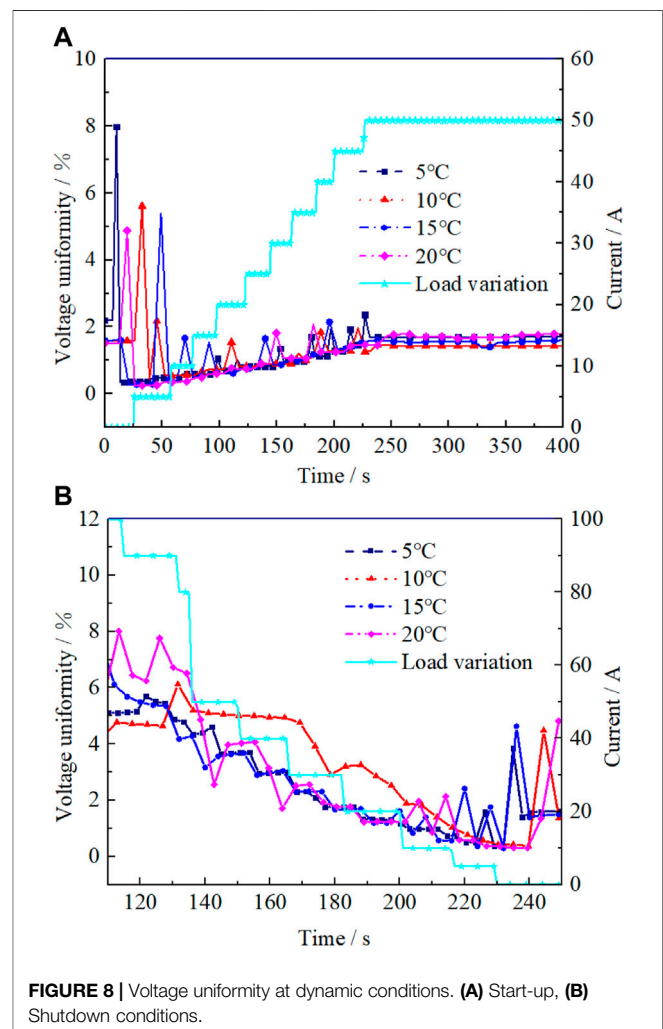 A
10
8
6
4
2
0
Voltage uniformity / %
60
50
40
30
20
10
0
Current / A
5°C
10°C
15°C
20°C
Load variation
0 50 100 150 200 250 300 350 400
Time / s
B
12
10
8
6
4
2
0
Voltage uniformity / %
100
80
60
40
20
0
Current / A
5°C
10°C
15°C
20°C
Load variation
120 140 160 180 200 220 240
Time / s
FIGURE 8 | Voltage uniformity at dynamic conditions. (A) Start-up, (B)
Shutdown conditions.